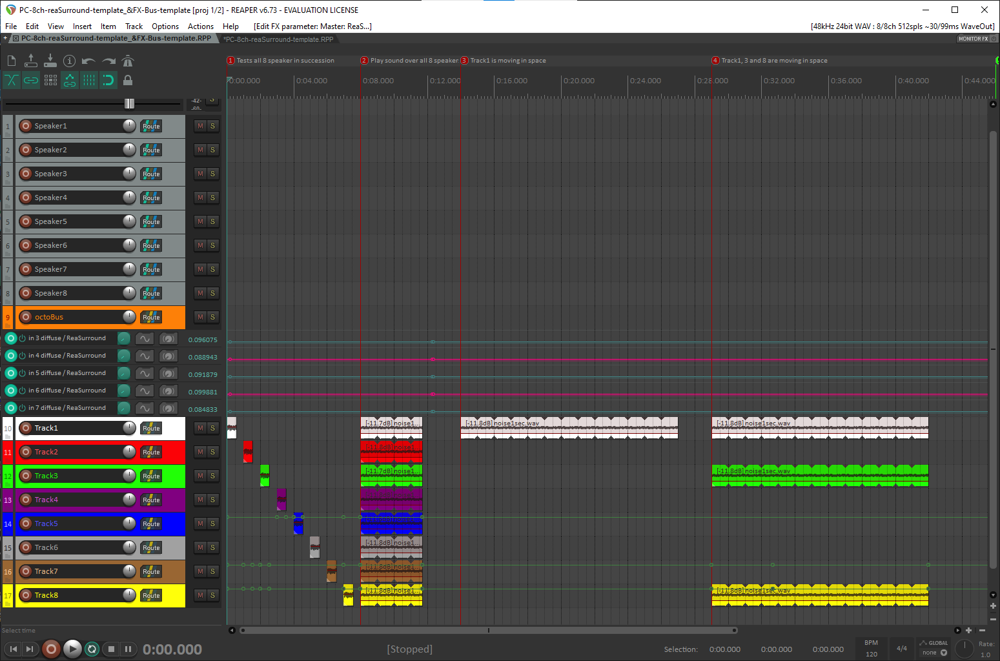 PC-8ch-reaSurround-template_&FX-Bus-template [proj 1/2] - REAPER v6.73 - EVALUATION LICENSE
File Edit View Insert Item Track Options Actions Help [Edit FX parameter: Master: ReaS...] [48kHz 24bit WAV : 8/8ch 512spls ~30/99ms WaveOut]
PC-8ch-reaSurround-template_&FX-Bus-template.RPP *PC-8ch-reaSurround-template.RPP MONITOR FX
1 Tests all 8 speaker in succession 2 Play sound over all 8 speaker 3 Track1 is moving in space 4 Track1, 3 and 8 are moving in space
0:00.000 0:04.000 0:08.000 0:12.000 0:16.000 0:20.000 0:24.000 0:28.000 0:32.000 0:36.000 0:40.000 0:44.000
-42- S
-60-
1 Speaker1 Route M S
2 Speaker2 Route M S
3 Speaker3 Route M S
4 Speaker4 Route M S
5 Speaker5 Route M S
6 Speaker6 Route M S
7 Speaker7 Route M S
8 Speaker8 Route M S
9 octoBus Route M S
in 3 diffuse / ReaSurround 0.096075
in 4 diffuse / ReaSurround 0.088943
in 5 diffuse / ReaSurround 0.091879
in 6 diffuse / ReaSurround 0.099881
in 7 diffuse / ReaSurround 0.084833
10 Track1 Route M S [-11.7dB] noise1... [-11.8dB] noise1sec.wav [-11.8dB] noise1sec.wav
11 Track2 Route M S [-11.8dB] noise1...
12 Track3 Route M S [-11.7dB] noise1... [-11.8dB] noise1sec.wav
13 Track4 Route M S
14 Track5 Route M S
15 Track6 Route M S [-11.8dB] noise1...
16 Track7 Route M S [-11.8dB] noise1...
17 Track8 Route M S [-11.8dB] noise1... [-11.8dB] noise1sec.wav
Select time
0:00.000 [Stopped] Selection: 0:00.000 0:00.000 0:00.000 BPM 120 4/4 GLOBAL none Rate: 1.0